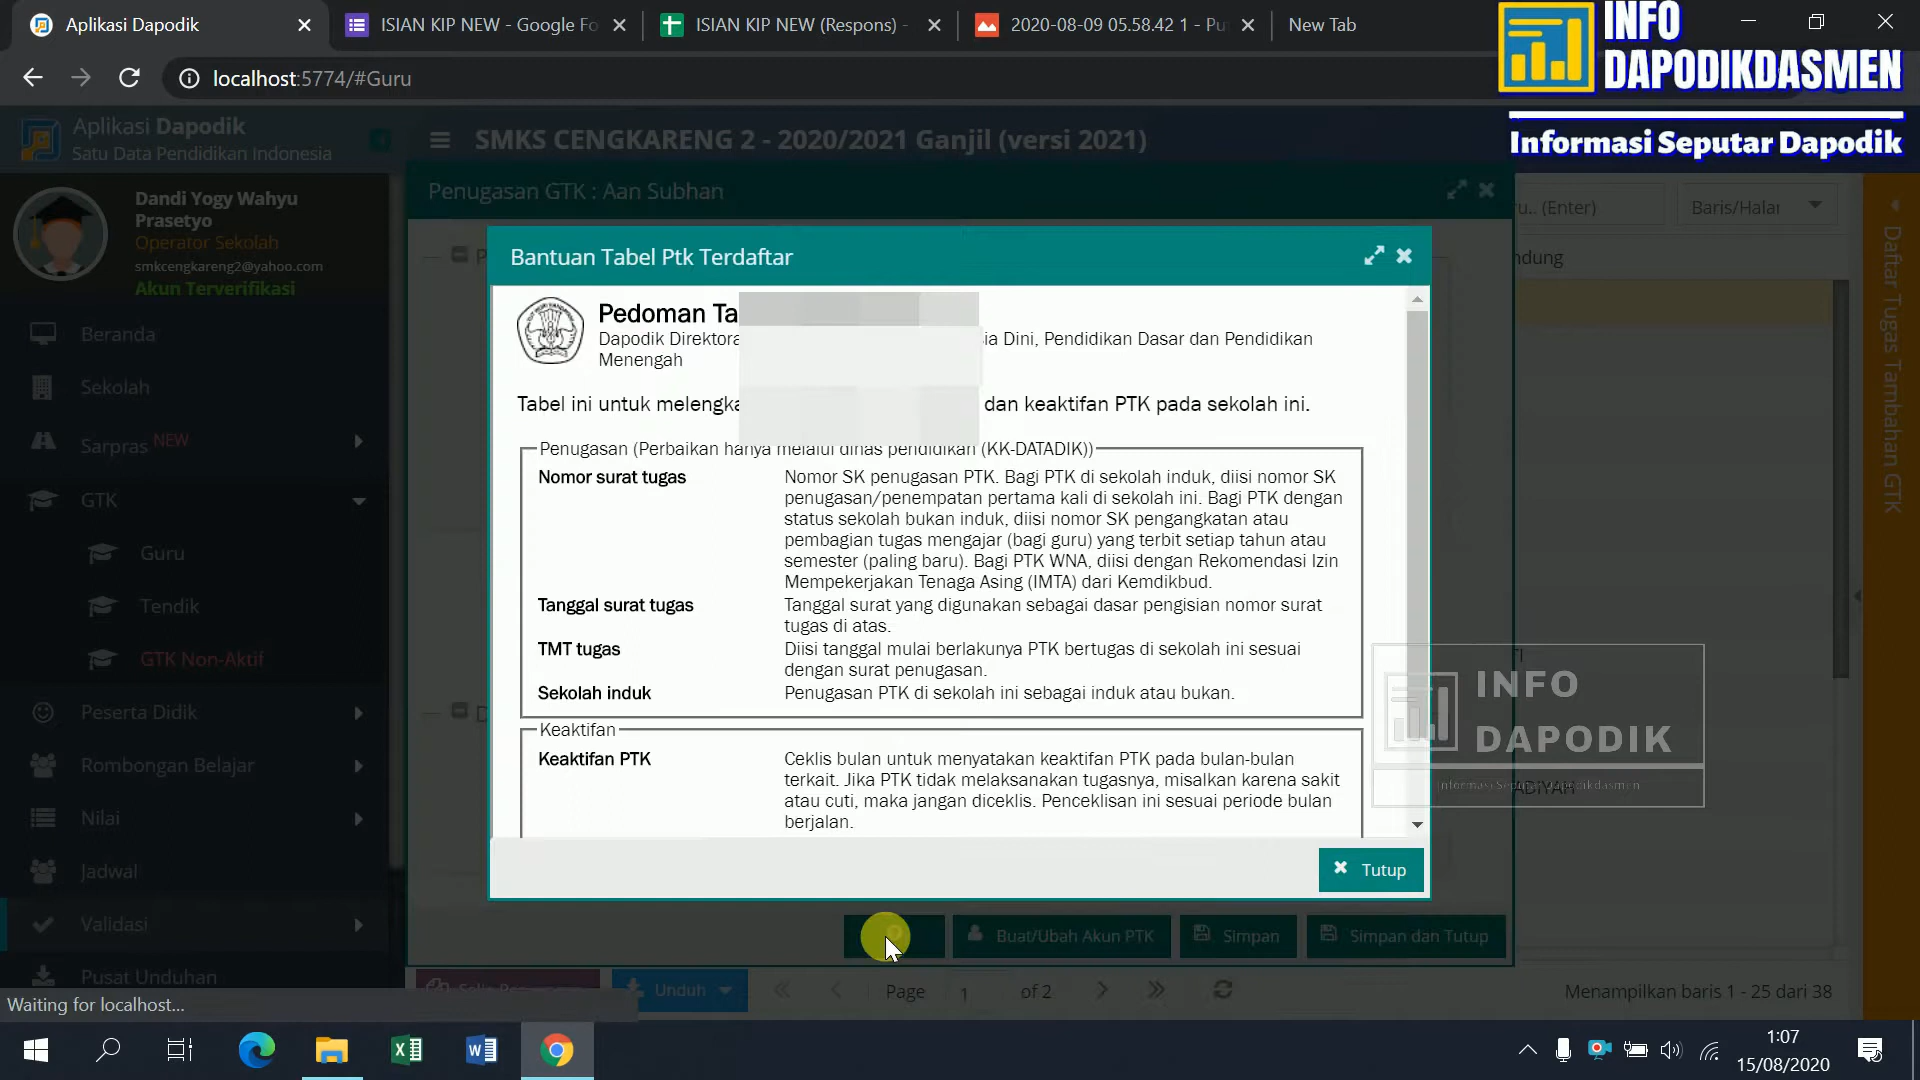 Aplikasi Dapodik
ISIAN KIP NEW - Google Fo
ISIAN KIP NEW (Respons) -
2020-08-09 05.58.42 1 - Pu
New Tab
INFO
DAPODIKDASMEN
Informasi Seputar Dapodik
localhost:5774/#Guru
Aplikasi Dapodik
Satu Data Pendidikan Indonesia
SMKS CENGKARENG 2 - 2020/2021 Ganjil (versi 2021)
Dandi Yogy Wahyu
Prasetyo
Operator Sekolah
smkcengkareng2@yahoo.com
Akun Terverifikasi
Beranda
Sekolah
Sarpras NEW
GTK
Guru
Tendik
GTK Non-Aktif
Peserta Didik
Rombongan Belajar
Nilai
Jadwal
Validasi
Pusat Unduhan
Waiting for localhost...
Penugasan GTK : Aan Subhan
(Enter)
Baris/Halar
Daftar Tugas Tambahan GTK
Bantuan Tabel Ptk Terdaftar
Pedoman Ta
Dapodik Direktora
ia Dini, Pendidikan Dasar dan Pendidikan
Menengah
Tabel ini untuk melengka
dan keaktifan PTK pada sekolah ini.
Penugasan (Perbaikan hanya melalui dinas pendidikan (KK-DATADIK))
Nomor surat tugas
Nomor SK penugasan PTK. Bagi PTK di sekolah induk, diisi nomor SK
penugasan/penempatan pertama kali di sekolah ini. Bagi PTK dengan
status sekolah bukan induk, diisi nomor SK pengangkatan atau
pembagian tugas mengajar (bagi guru) yang terbit setiap tahun atau
semester (paling baru). Bagi PTK WNA, diisi dengan Rekomendasi Izin
Mempekerjakan Tenaga Asing (IMTA) dari Kemdikbud.
Tanggal surat tugas
Tanggal surat yang digunakan sebagai dasar pengisian nomor surat
tugas di atas.
TMT tugas
Diisi tanggal mulai berlakunya PTK bertugas di sekolah ini sesuai
dengan surat penugasan.
Sekolah induk
Penugasan PTK di sekolah ini sebagai induk atau bukan.
Keaktifan
Keaktifan PTK
Ceklis bulan untuk menyatakan keaktifan PTK pada bulan-bulan
terkait. Jika PTK tidak melaksanakan tugasnya, misalkan karena sakit
atau cuti, maka jangan diceklis. Penceklisan ini sesuai periode bulan
berjalan.
Tutup
INFO
DAPODIK
Informasi Seputar Dapodikdasmen
Buat/Ubah Akun PTK
Simpan
Simpan dan Tutup
Unduh
Page 1 of 2
Menampilkan baris 1 - 25 dari 38
1:07
15/08/2020